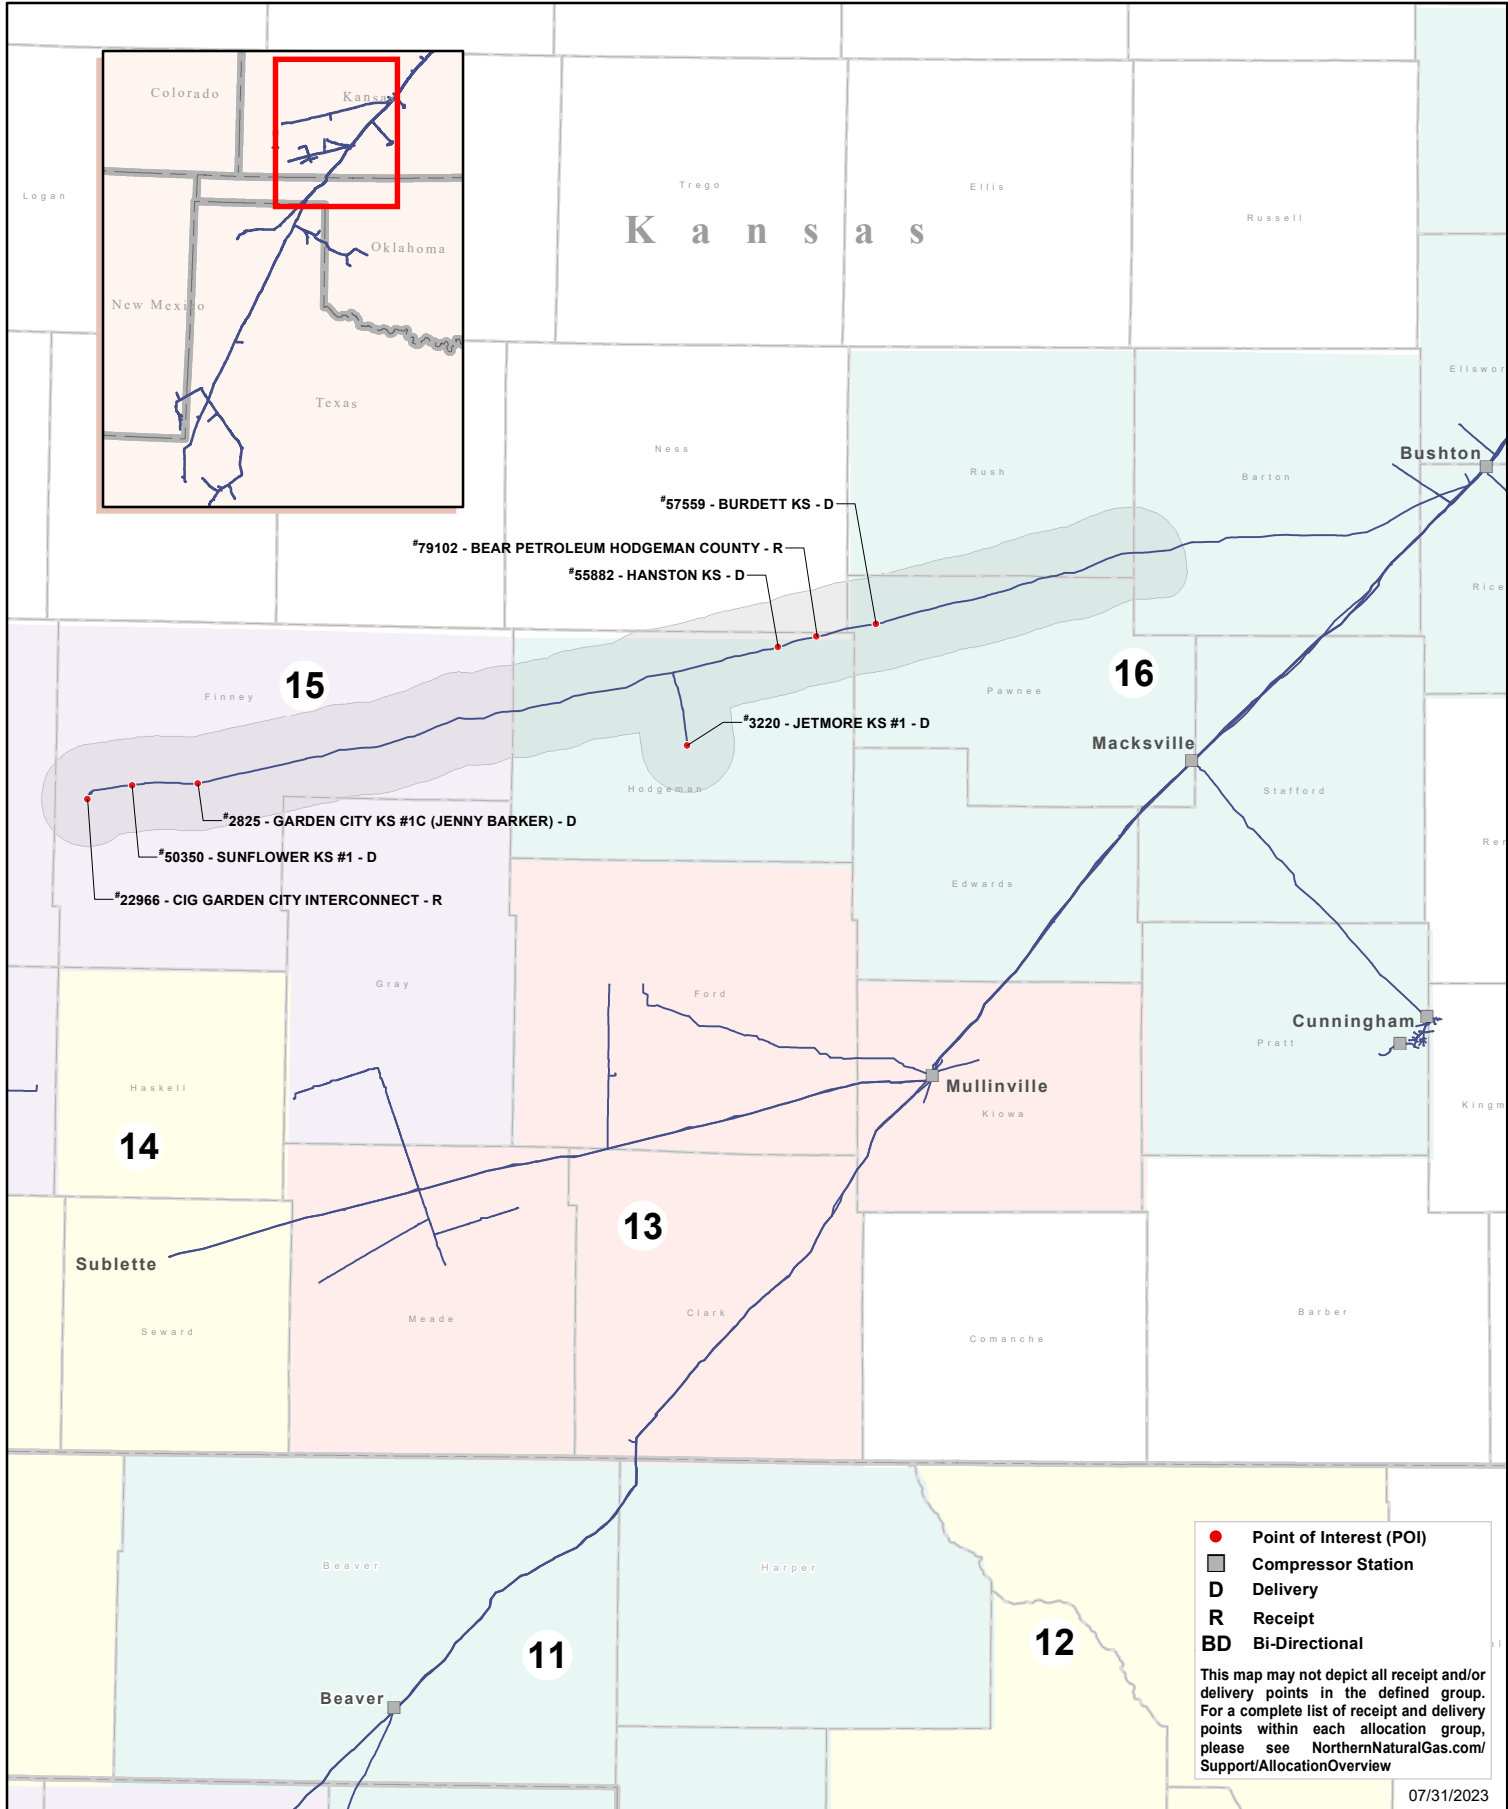 Colorado
Kansas
Oklahoma
New Mexico
Texas
Logan
Trego
Ellis
Russell
Kansas
Ellswor
Ness
Rush
Barton
Bushton
#57559 - BURDETT KS - D
#79102 - BEAR PETROLEUM HODGEMAN COUNTY - R
#55882 - HANSTON KS - D
Rice
15
16
Finney
Pawnee
#3220 - JETMORE KS #1 - D
Macksville
Hodgeman
Stafford
#2825 - GARDEN CITY KS #1C (JENNY BARKER) - D
#50350 - SUNFLOWER KS #1 - D
#22966 - CIG GARDEN CITY INTERCONNECT - R
Ren
Edwards
Gray
Ford
Cunningham
Pratt
Haskell
Mullinville
Kiowa
Kingm
14
13
Sublette
Seward
Meade
Clark
Comanche
Barber
Beaver
Harper
11
12
Beaver
Point of Interest (POI)
Compressor Station
D Delivery
R Receipt
BD Bi-Directional
This map may not depict all receipt and/or
delivery points in the defined group.
For a complete list of receipt and delivery
points within each allocation group,
please see NorthernNaturalGas.com/
Support/AllocationOverview
07/31/2023